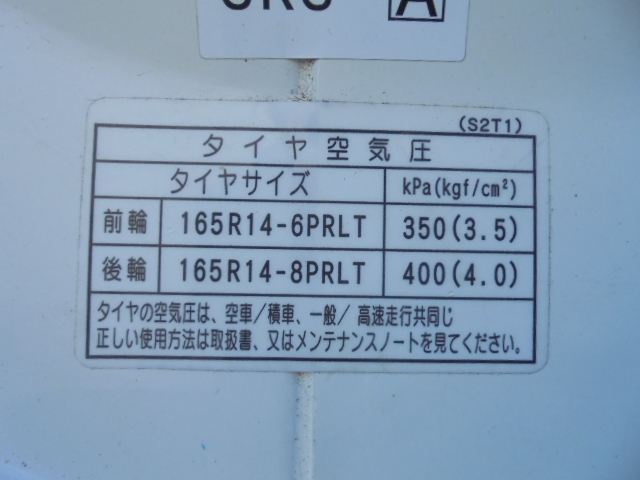 A
(S2T1)
タイヤ空気圧
タイヤサイズ kPa(kgf/cm²)
前輪 165R14-6PRLT 350(3.5)
後輪 165R14-8PRLT 400(4.0)
タイヤの空気圧は、空車/積車、一般/高速走行共同じ
正しい使用方法は取扱書、又はメンテナンスノートを見てください。